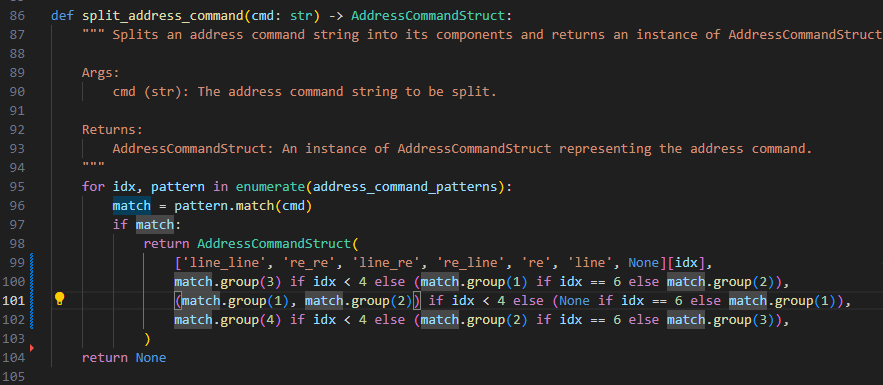 86 def split_address_command(cmd: str) -> AddressCommandStruct:
87 """ Splits an address command string into its components and returns an instance of AddressCommandStruct
88
89 Args:
90 cmd (str): The address command string to be split.
91
92 Returns:
93 AddressCommandStruct: An instance of AddressCommandStruct representing the address command.
94 """
95 for idx, pattern in enumerate(address_command_patterns):
96 match = pattern.match(cmd)
97 if match:
98 return AddressCommandStruct(
99 ['line_line', 're_re', 'line_re', 're_line', 're', 'line', None][idx],
100 match.group(3) if idx < 4 else (match.group(1) if idx == 6 else match.group(2)),
101 (match.group(1), match.group(2)) if idx < 4 else (None if idx == 6 else match.group(1)),
102 match.group(4) if idx < 4 else (match.group(2) if idx == 6 else match.group(3)),
103 )
104 return None
105